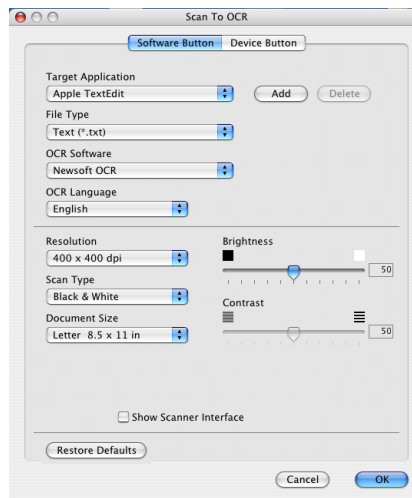 Scan To OCR
Software Button Device Button
Target Application
Apple TextEdit Add Delete
File Type
Text (*.txt)
OCR Software
Newsoft OCR
OCR Language
English
Resolution Brightness
400 x 400 dpi
50
Scan Type
Black & White Contrast
Document Size
Letter 8.5 x 11 in 50
Show Scanner Interface
Restore Defaults
Cancel OK